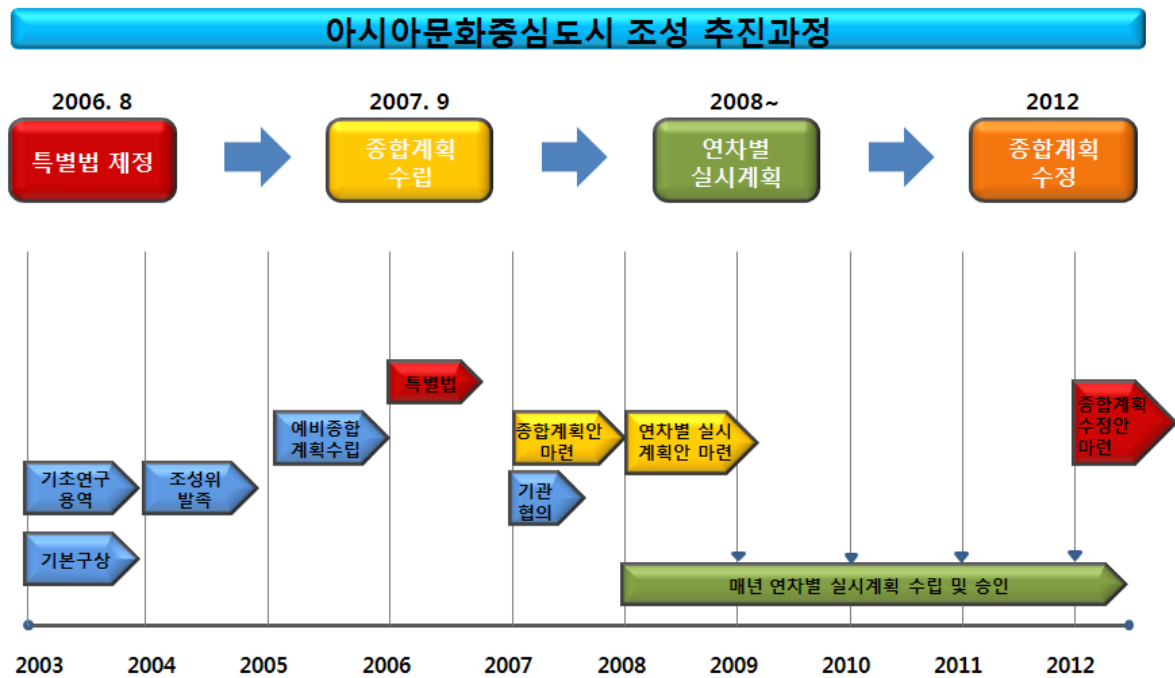 아시아문화중심도시 조성 추진과정
2006. 8
2007. 9
2008~
2012
특별법 제정
종합계획
수립
연차별
실시계획
종합계획
수정
특별법
예비종합
계획수립
종합계획안
마련
연차별 실시
계획안 마련
종합계획
수정안
마련
기초연구
용역
조성위
발족
기관
협의
기본구상
매년 연차별 실시계획 수립 및 승인
2003
2004
2005
2006
2007
2008
2009
2010
2011
2012